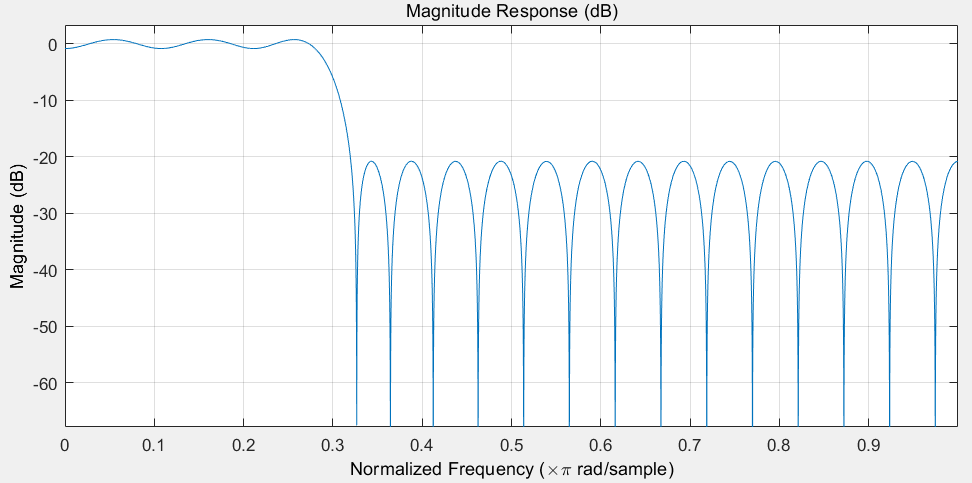 Magnitude Response (dB)
Magnitude (dB)
0
-10
-20
-30
-40
-50
-60
0 0.1 0.2 0.3 0.4 0.5 0.6 0.7 0.8 0.9
Normalized Frequency (×π rad/sample)